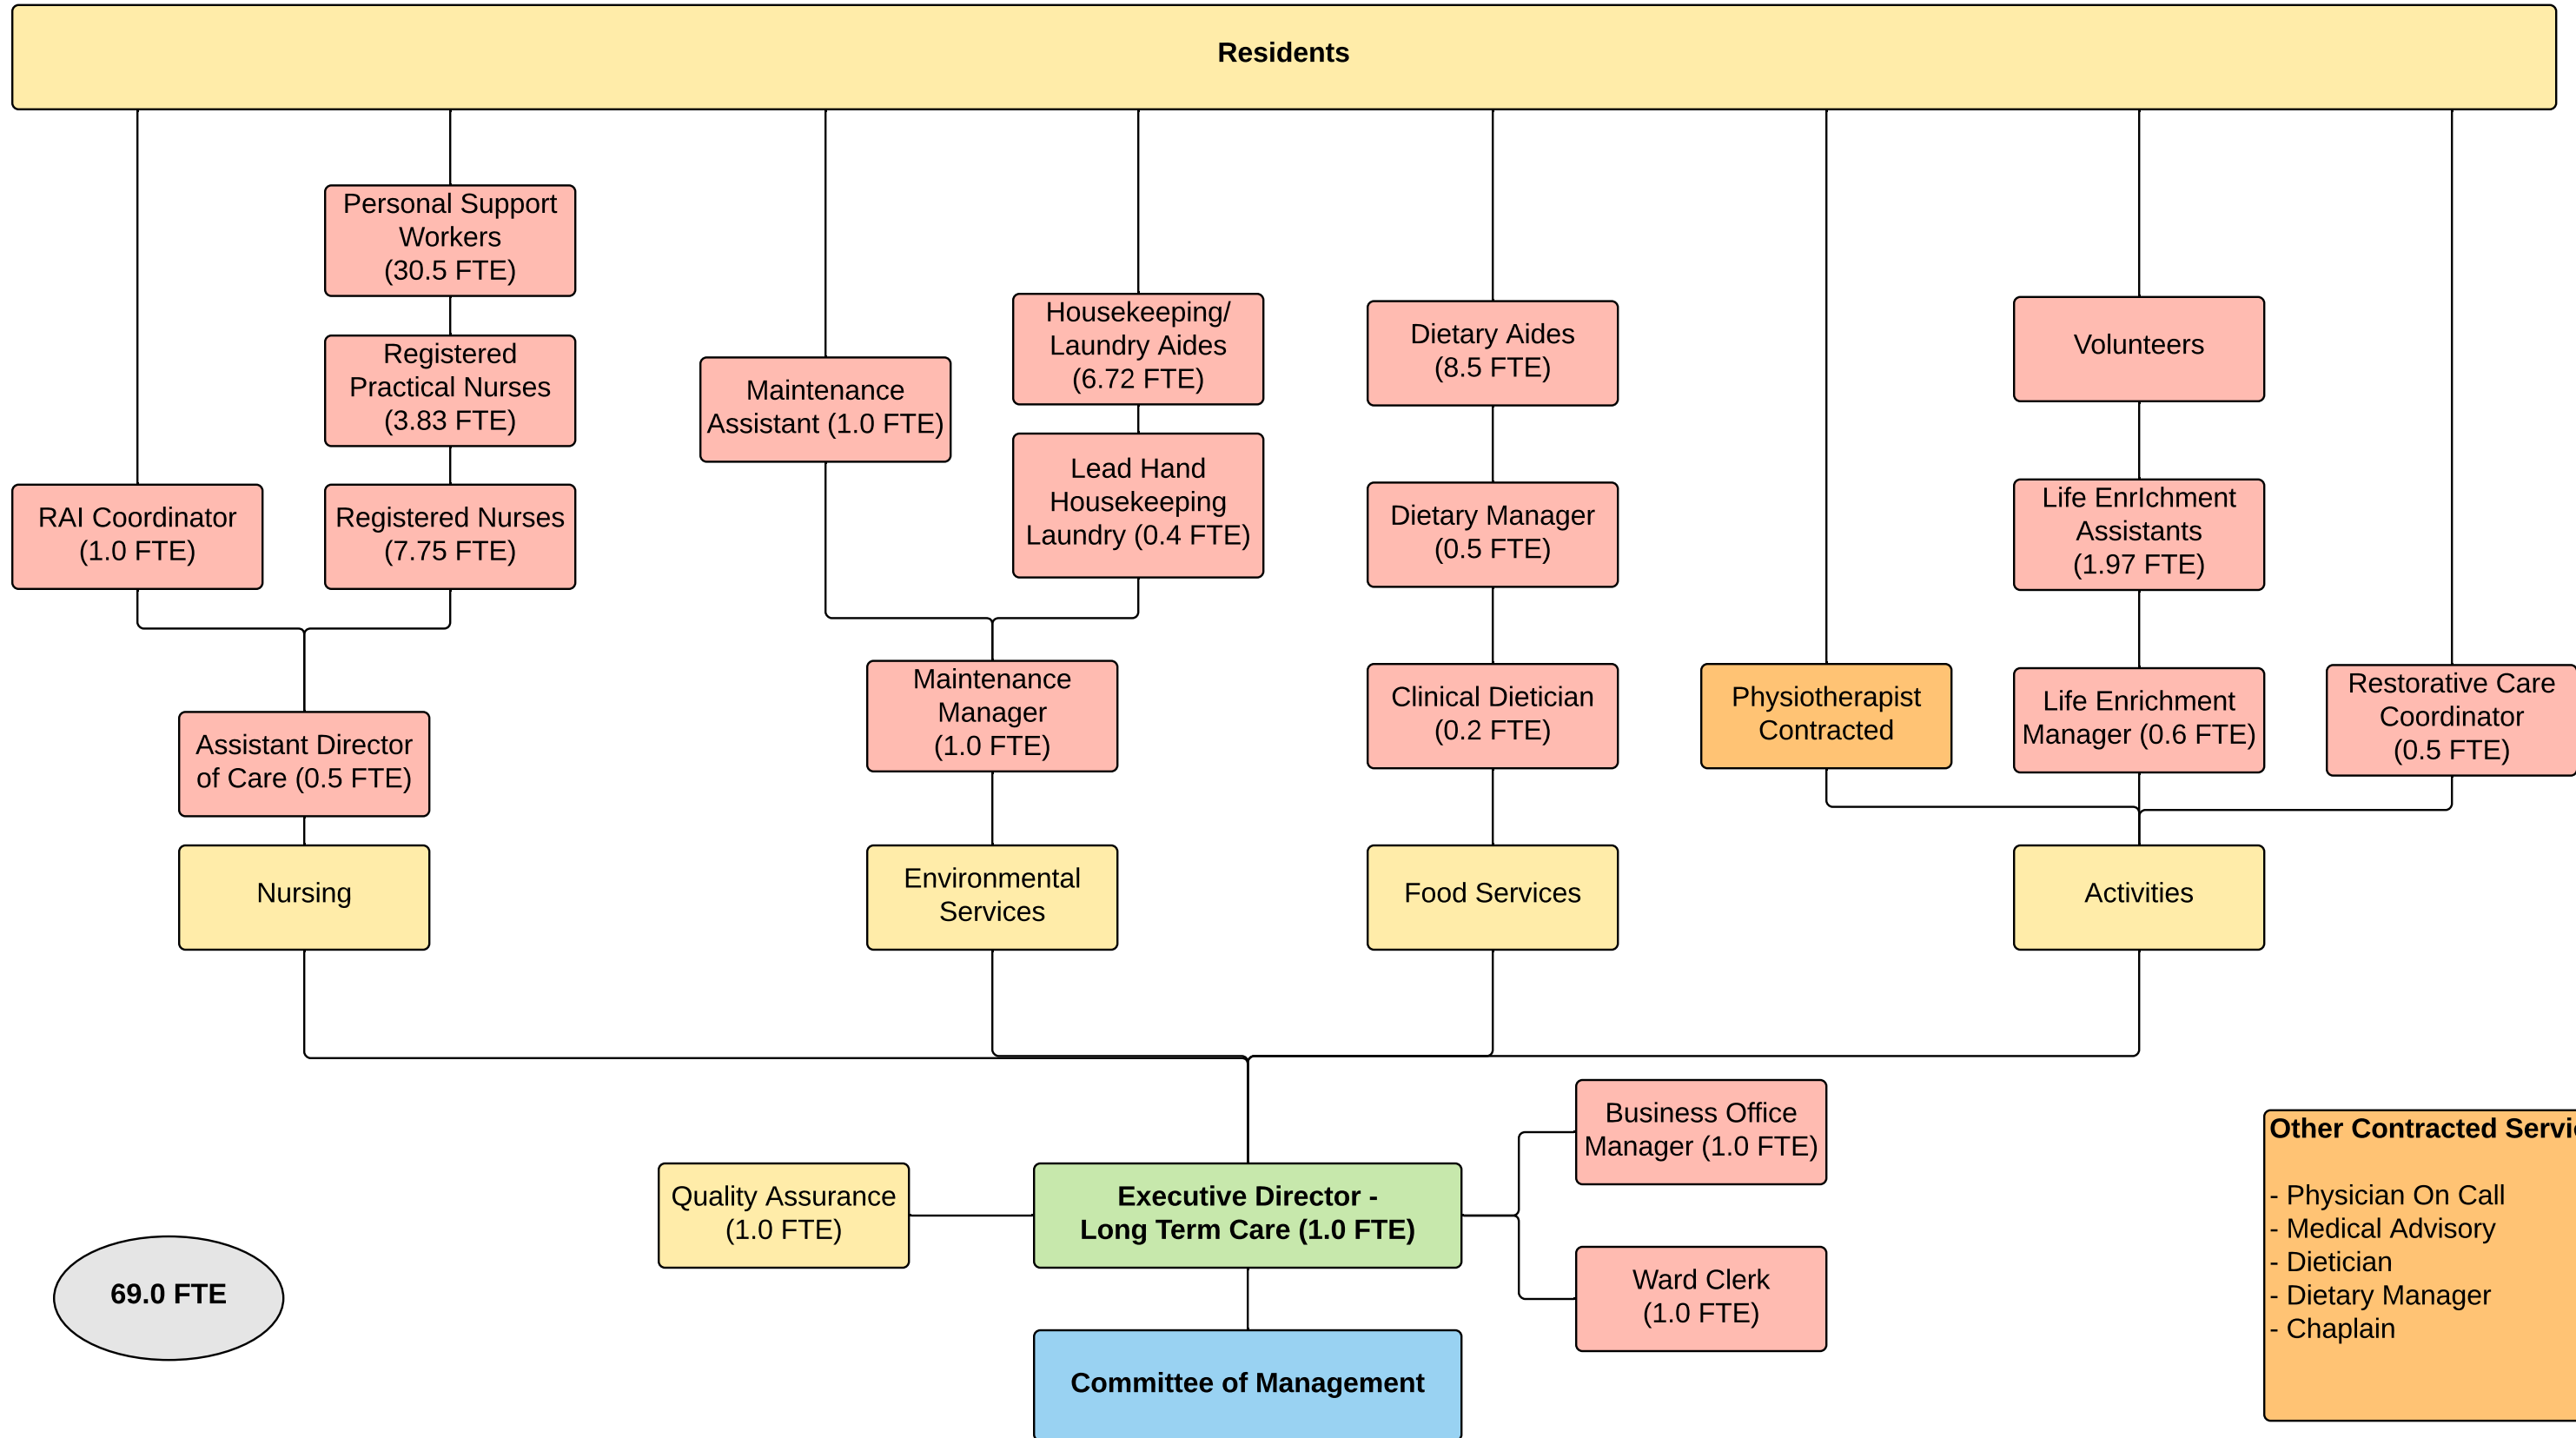 Residents
Personal Support
Workers
(30.5 FTE)
Registered
Practical Nurses
(3.83 FTE)
RAI Coordinator
(1.0 FTE)
Registered Nurses
(7.75 FTE)
Maintenance
Assistant (1.0 FTE)
Housekeeping/
Laundry Aides
(6.72 FTE)
Lead Hand
Housekeeping
Laundry (0.4 FTE)
Dietary Aides
(8.5 FTE)
Dietary Manager
(0.5 FTE)
Volunteers
Life EnrIchment
Assistants
(1.97 FTE)
Assistant Director
of Care (0.5 FTE)
Maintenance
Manager
(1.0 FTE)
Clinical Dietician
(0.2 FTE)
Physiotherapist
Contracted
Life Enrichment
Manager (0.6 FTE)
Restorative Care
Coordinator
(0.5 FTE)
Nursing
Environmental
Services
Food Services
Activities
Business Office
Manager (1.0 FTE)
Quality Assurance
(1.0 FTE)
Executive Director -
Long Term Care (1.0 FTE)
Ward Clerk
(1.0 FTE)
69.0 FTE
Committee of Management
Other Contracted
- Physician On Call
- Medical Advisory
- Dietician
- Dietary Manager
- Chaplain